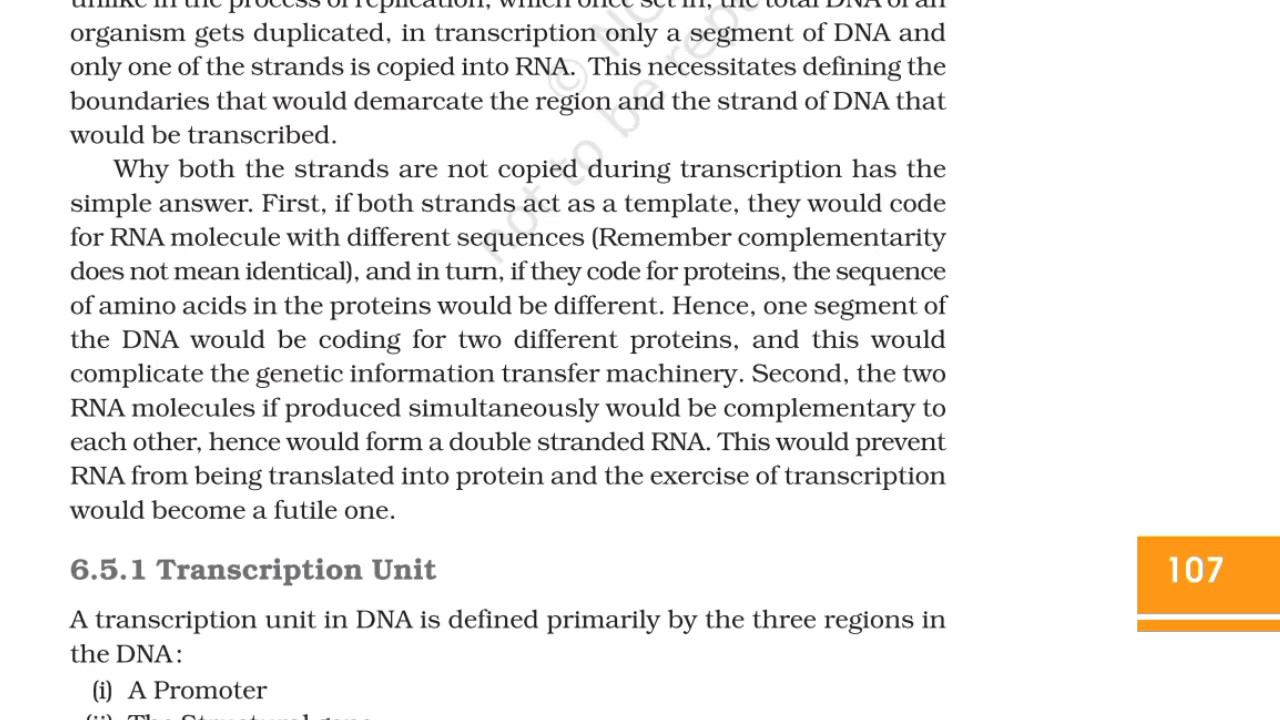 organism gets duplicated, in transcription only a segment of DNA and
only one of the strands is copied into RNA. This necessitates defining the
boundaries that would demarcate the region and the strand of DNA that
would be transcribed.
Why both the strands are not copied during transcription has the
simple answer. First, if both strands act as a template, they would code
for RNA molecule with different sequences (Remember complementarity
does not mean identical), and in turn, if they code for proteins, the sequence
of amino acids in the proteins would be different. Hence, one segment of
the DNA would be coding for two different proteins, and this would
complicate the genetic information transfer machinery. Second, the two
RNA molecules if produced simultaneously would be complementary to
each other, hence would form a double stranded RNA. This would prevent
RNA from being translated into protein and the exercise of transcription
would become a futile one.
6.5.1 Transcription Unit
107
A transcription unit in DNA is defined primarily by the three regions in
the DNA:
(i) A Promoter
not to be